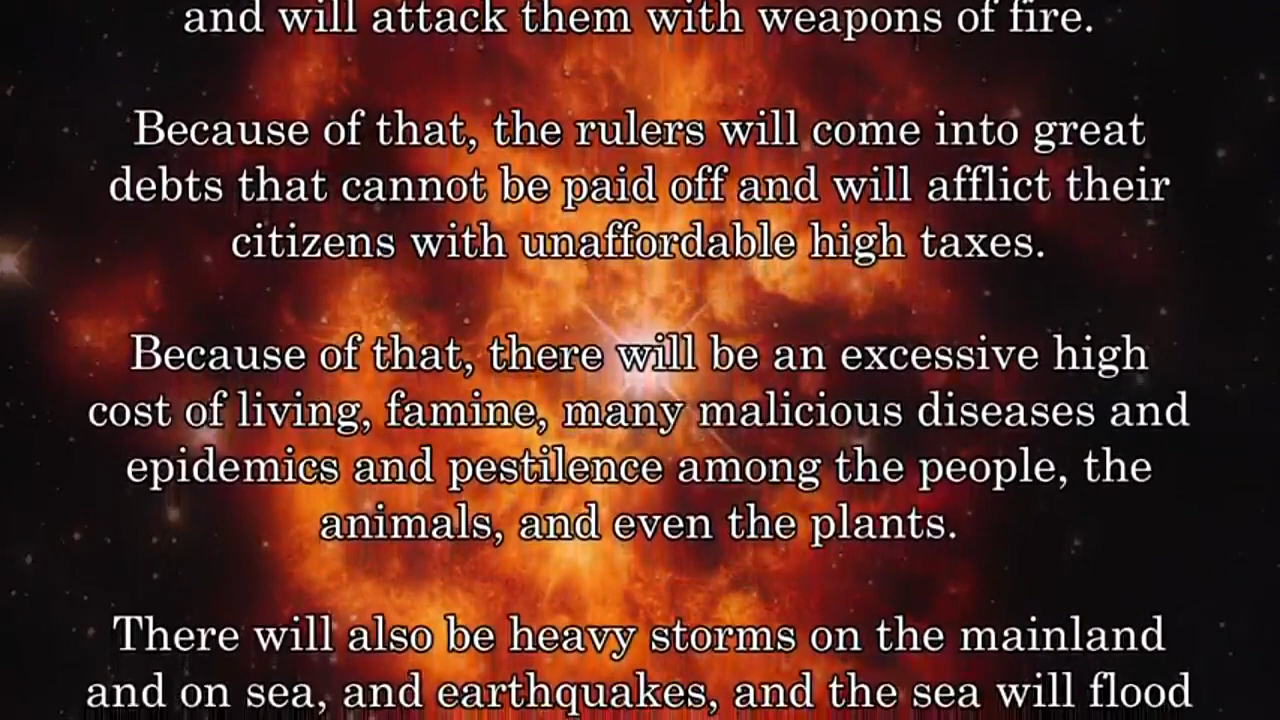 and will attack them with weapons of fire.
Because of that, the rulers will come into great
debts that cannot be paid off and will afflict their
citizens with unaffordable high taxes.
Because of that, there will be an excessive high
cost of living, famine, many malicious diseases and
epidemics and pestilence among the people, the
animals, and even the plants.
There will also be heavy storms on the mainland
and on sea, and earthquakes, and the sea will flood